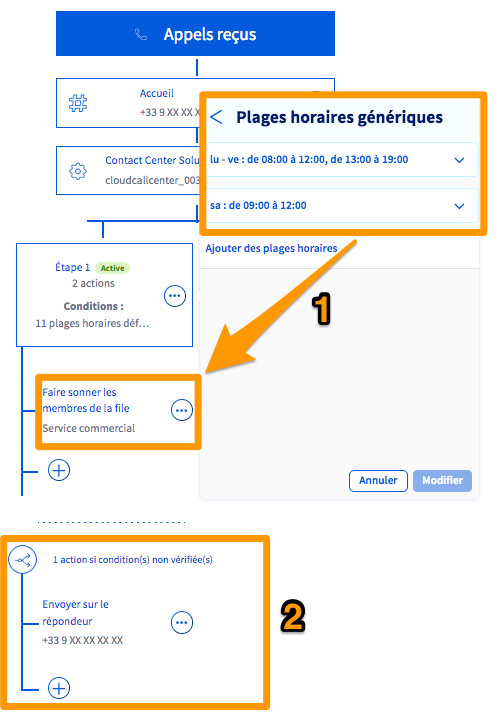 Appels reçus
Accueil
+33 9 XX XX X
Contact Center Solu
cloudcallcenter_003
Plages horaires génériques
lu - ve : de 08:00 à 12:00, de 13:00 à 19:00
sa : de 09:00 à 12:00
Ajouter des plages horaires
Étape 1 Active
2 actions
Conditions :
11 plages horaires déf…
1
Faire sonner les
membres de la file
Service commercial
Annuler
Modifier
1 action si condition(s) non vérifiée(s)
Envoyer sur le
répondeur
+33 9 XX XX XX XX
2